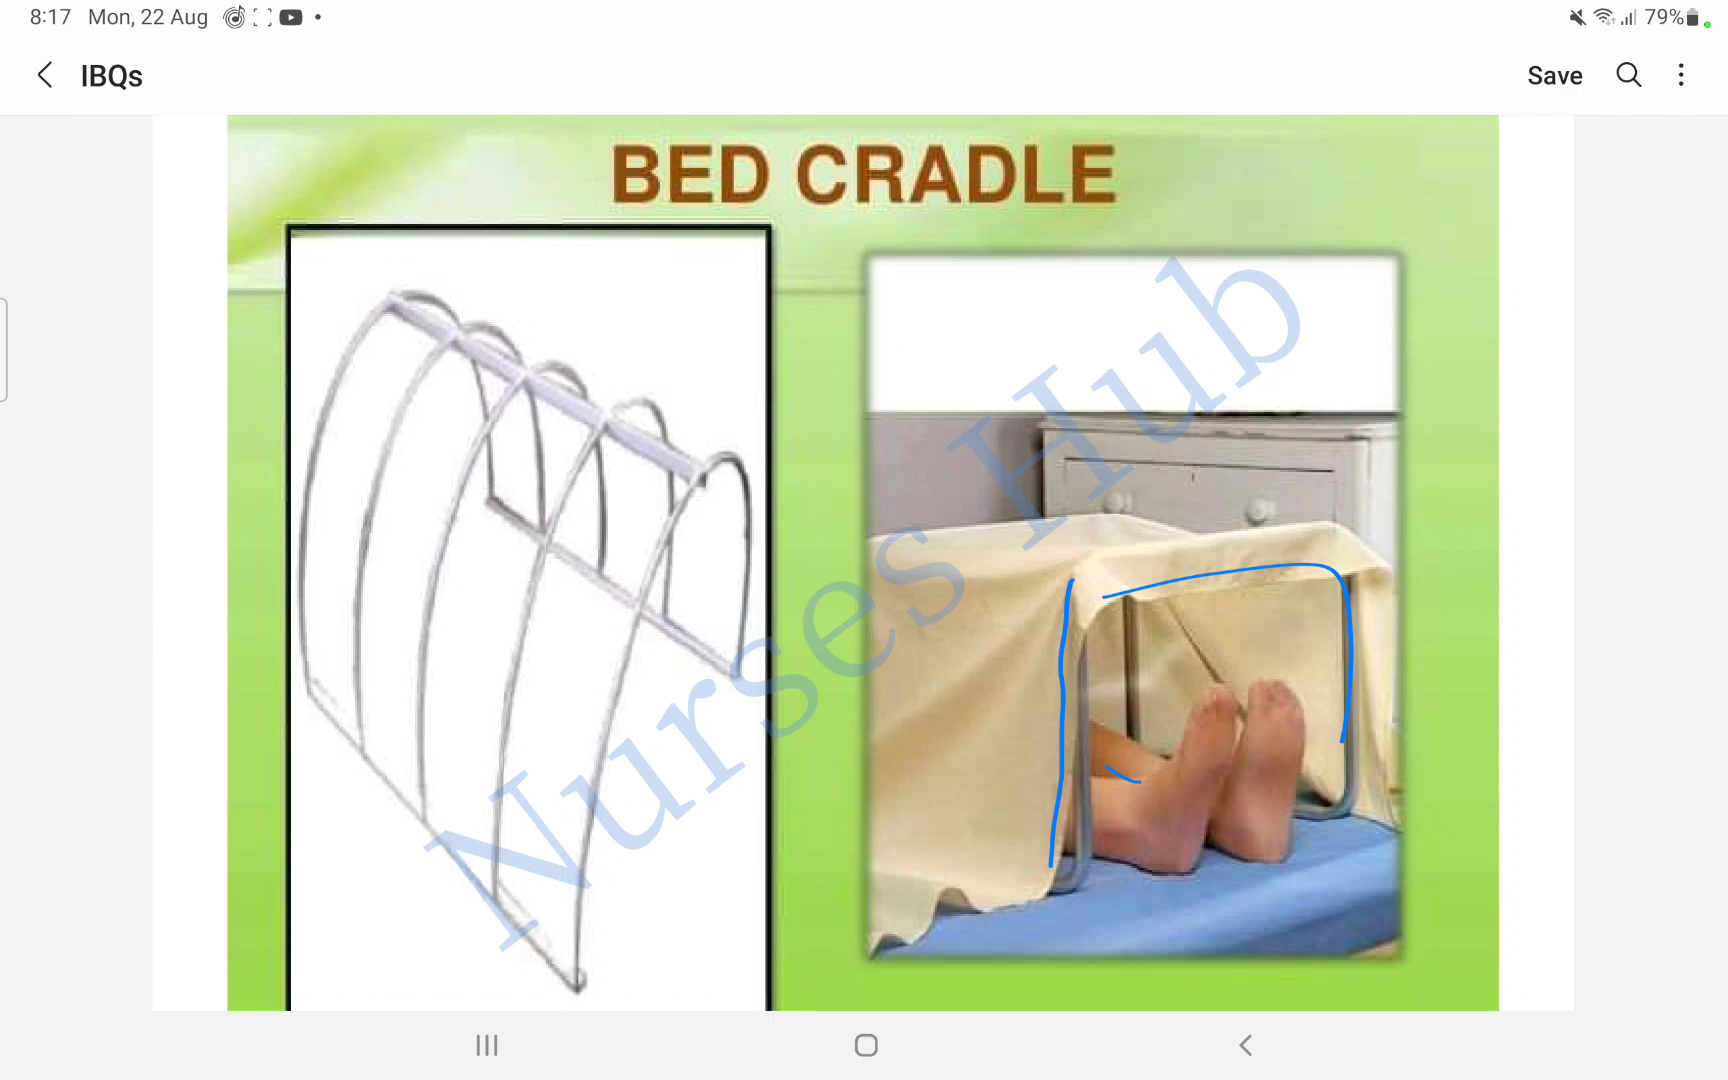 8:17 Mon, 22 Aug
79%
IBQs
Save
BED CRADLE
Nurses Hub